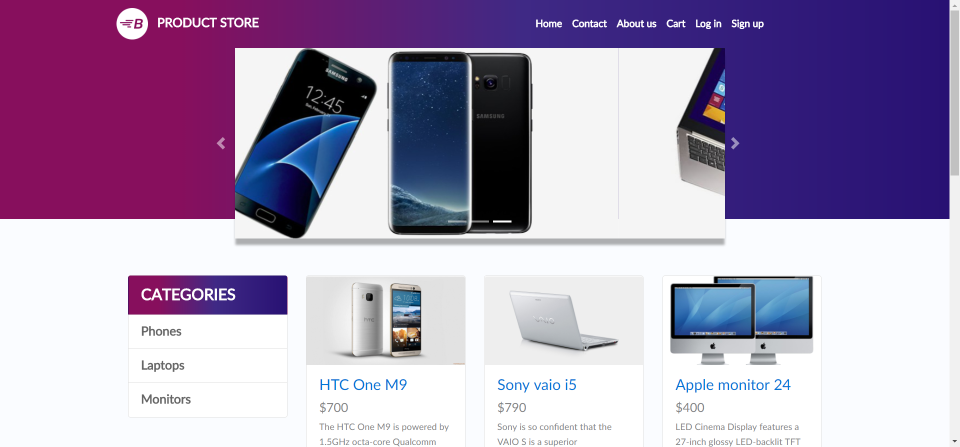 B PRODUCT STORE
Home Contact About us Cart Log in Sign up
SAMSUNG
12:45
SAMSUNG
CATEGORIES
Phones
Laptops
Monitors
HTC One M9
$700
The HTC One M9 is powered by
1.5GHz octa-core Qualcomm
VAIO
Sony vaio i5
$790
Sony is so confident that the
VAIO S is a superior
Apple monitor 24
$400
LED Cinema Display features a
27-inch glossy LED-backlit TFT